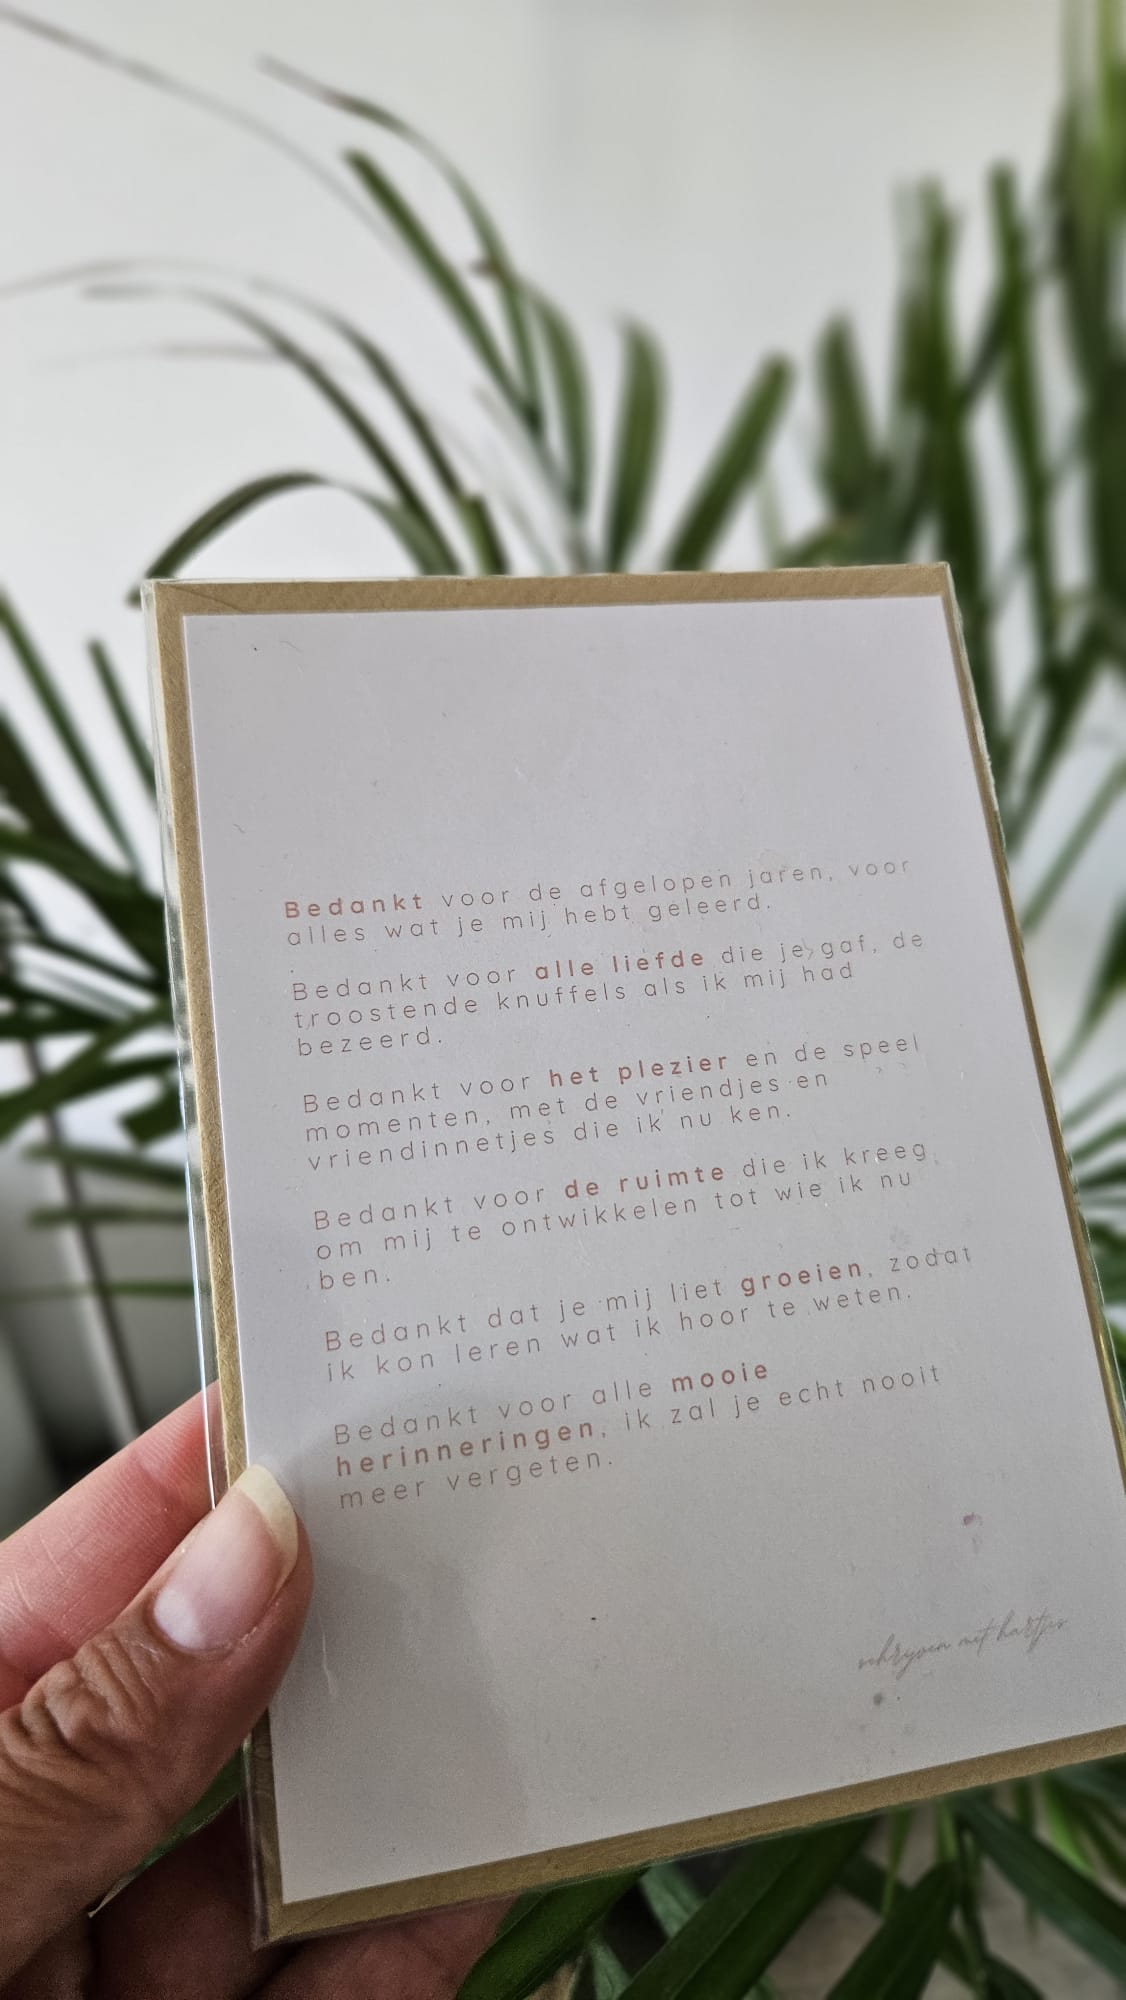 Bedankt voor de afgelopen jaren, voor
alles wat je mij hebt geleerd.
Bedankt voor alle liefde die je gaf, de
troostende knuffels als ik mij had
bezeerd.
Bedankt voor het plezier en de speel
momenten, met de vriendjes en
vriendinnetjes die ik nu ken.
Bedankt voor de ruimte die ik kreeg
om mij te ontwikkelen tot wie ik nu
ben.
Bedankt dat je mij liet groeien, zodat
ik kon leren wat ik hoor te weten.
Bedankt voor alle mooie
herinneringen, ik zal je echt nooit
meer vergeten.
met hartjes